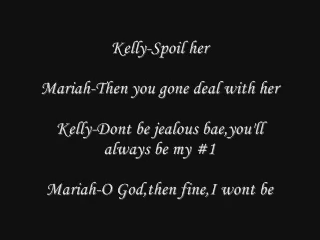 Kelly-Spoil her
Mariah-Then you gone deal with her
Kelly-Dont be jealous bae,you'll
always be my #1
Mariah-O God,then fine,I wont be